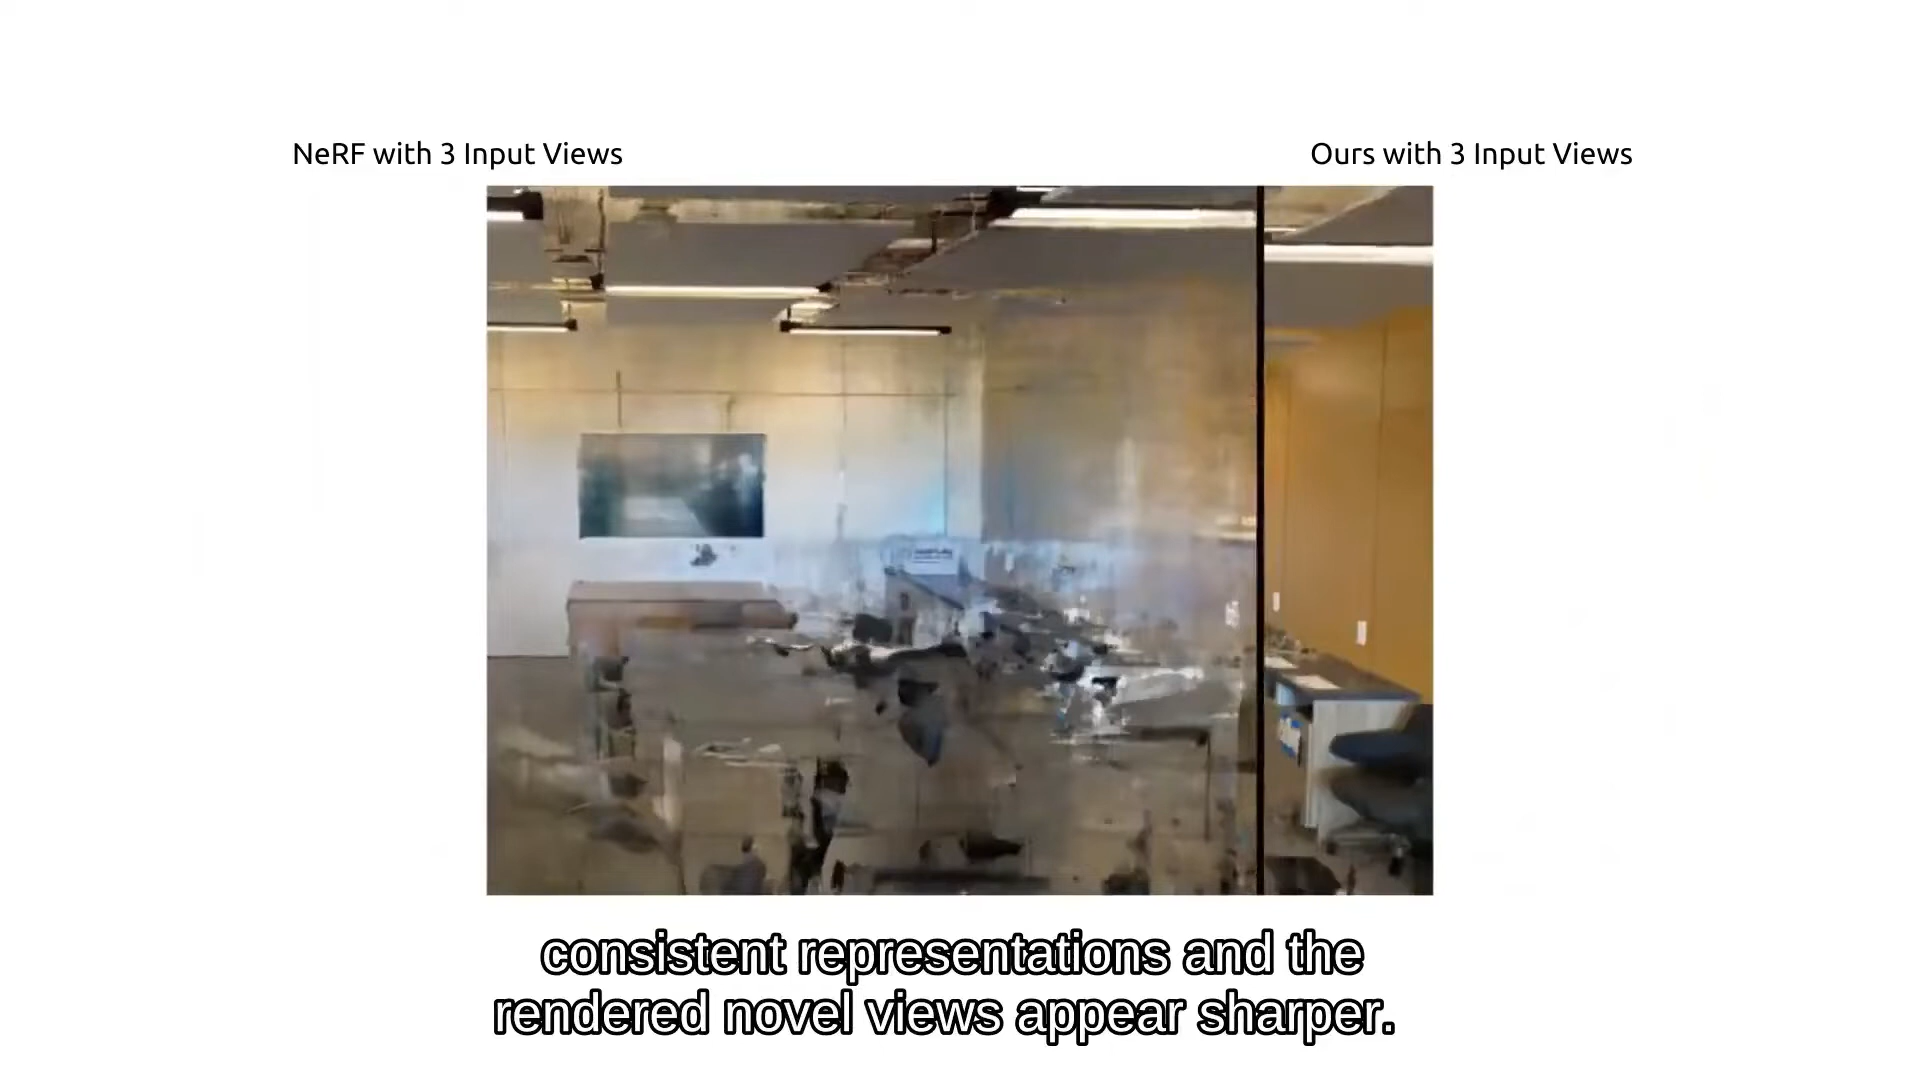 NeRF with 3 Input Views
Ours with 3 Input Views
consistent representations and the
rendered novel views appear sharper.